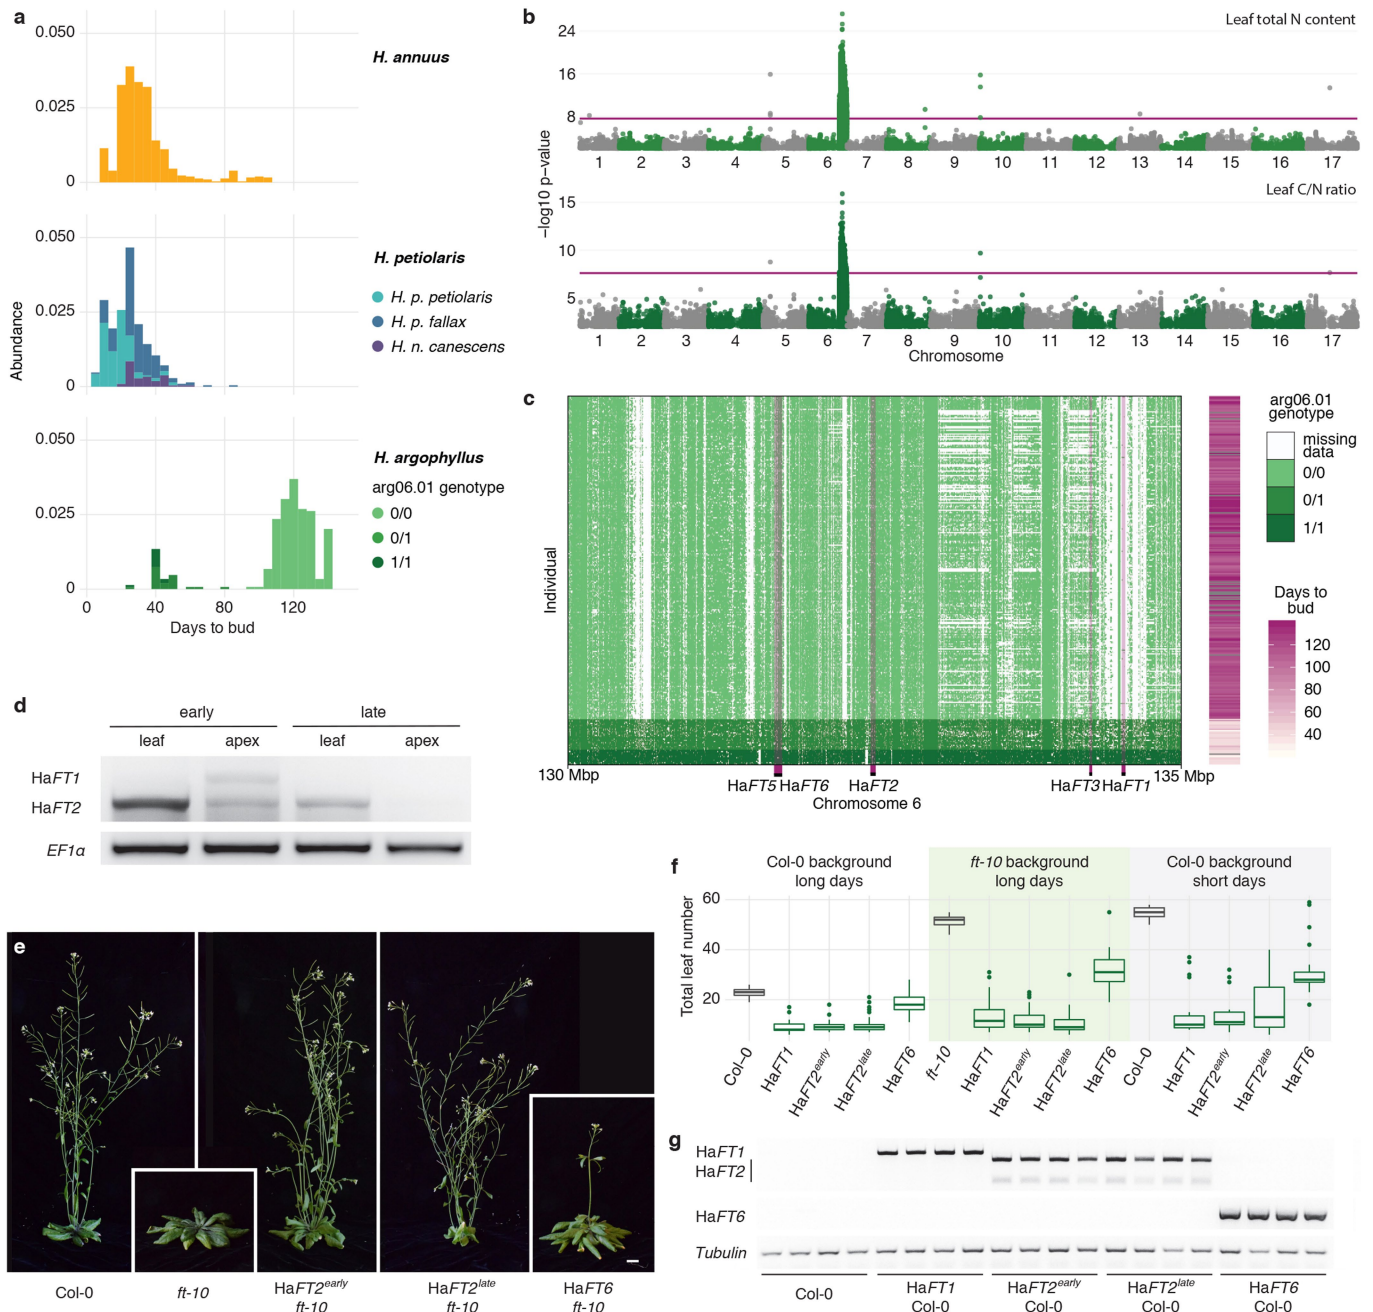 a
0.050
0.025
0
H. annuus
0.050
0.025
0
H. petiolaris
H. p. petiolaris
H. p. fallax
H. n. canescens
Abundance
0.050
0.025
0
H. argophyllus
arg06.01 genotype
0/0
0/1
1/1
0 40 80 120
Days to bud
b
Leaf total N content
24
16
8
1 2 3 4 5 6 7 8 9 10 11 12 13 14 15 16 17
−log10 p−value
Leaf C/N ratio
15
10
5
1 2 3 4 5 6 7 8 9 10 11 12 13 14 15 16 17
Chromosome
c
Individual
130 Mbp
135 Mbp
HaFT5 HaFT6 HaFT2 HaFT3 HaFT1
Chromosome 6
arg06.01
genotype
missing
data
0/0
0/1
1/1
Days to
bud
120
100
80
60
40
d
early late
leaf apex leaf apex
HaFT1
HaFT2
EF1α
e
Col-0
ft-10
HaFT2early
ft-10
HaFT2late
ft-10
HaFT6
ft-10
f
Col-0 background
long days
ft-10 background
long days
Col-0 background
short days
Total leaf number
60
40
20
Col-0 HaFT1 HaFT2early HaFT2late HaFT6 ft-10 HaFT1 HaFT2early HaFT2late HaFT6 Col-0 HaFT1 HaFT2early HaFT2late HaFT6
g
HaFT1
HaFT2
HaFT6
Tubulin
Col-0
HaFT1
Col-0
HaFT2early
Col-0
HaFT2late
Col-0
HaFT6
Col-0